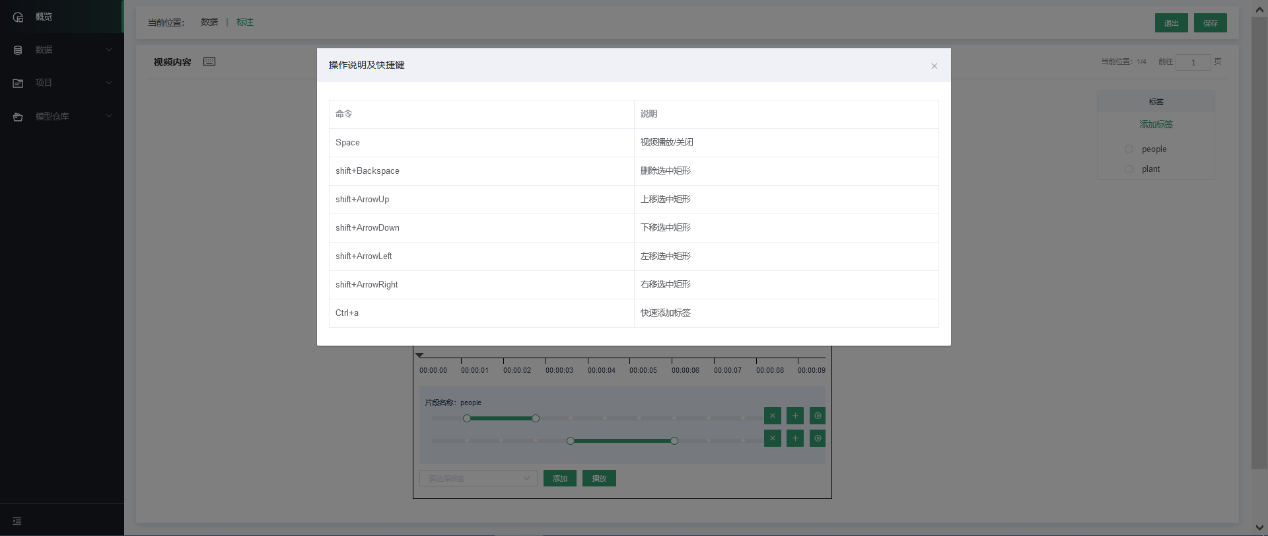 概览
数据
项目
模型仓库
当前位置： 数据 | 标注
退出 保存
视频内容
当前位置：1/4 前往 1 页
标签
添加标签
people
plant
操作说明及快捷键
命令 说明
Space 视频播放/关闭
shift+Backspace 删除选中矩形
shift+ArrowUp 上移选中矩形
shift+ArrowDown 下移选中矩形
shift+ArrowLeft 左移选中矩形
shift+ArrowRight 右移选中矩形
Ctrl+a 快速添加标签
00:00:00 00:00:01 00:00:02 00:00:03 00:00:04 00:00:05 00:00:06 00:00:07 00:00:08 00:00:09
片段名称：people
添加 播放